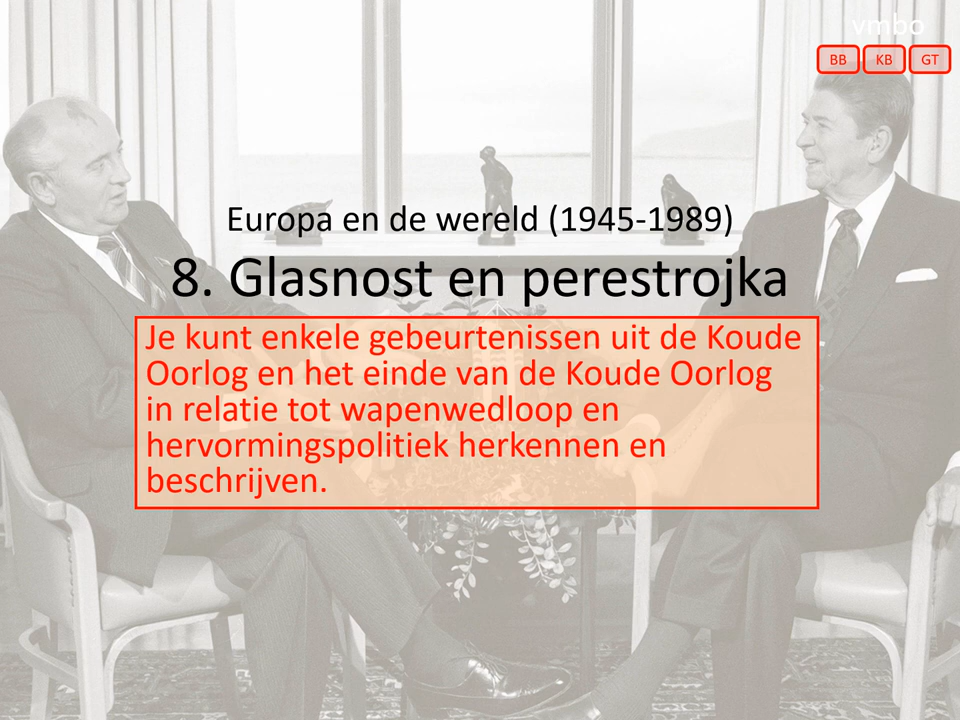 vmbo
BB KB GT
Europa en de wereld (1945-1989)
8. Glasnost en perestrojka
Je kunt enkele gebeurtenissen uit de Koude
Oorlog en het einde van de Koude Oorlog
in relatie tot wapenwedloop en
hervormingspolitiek herkennen en
beschrijven.